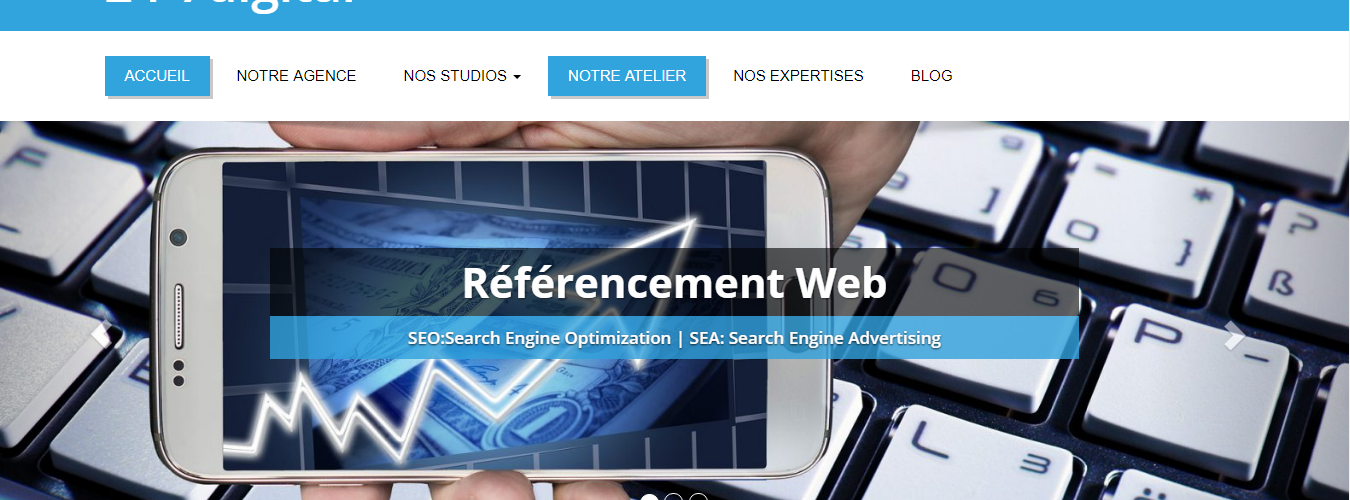 digital
ACCUEIL NOTRE AGENCE NOS STUDIOS NOTRE ATELIER NOS EXPERTISES BLOG
Référencement Web
SEO:Search Engine Optimization | SEA: Search Engine Advertising